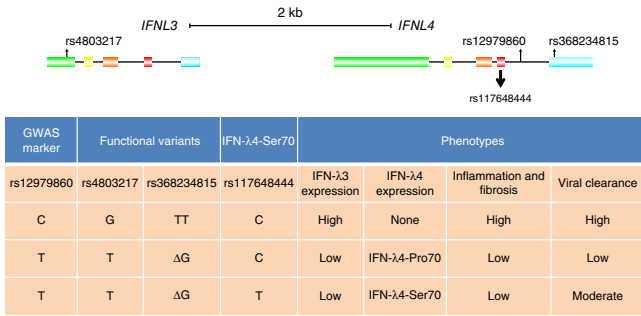 2 kb
IFNL3 IFNL4
rs4803217 rs12979860 rs368234815
rs117648444
GWAS marker Functional variants IFN-λ4-Ser70 Phenotypes
rs12979860 rs4803217 rs368234815 rs117648444 IFN-λ3 expression IFN-λ4 expression Inflammation and fibrosis Viral clearance
C G TT C High None High High
T T ΔG C Low IFN-λ4-Pro70 Low Low
T T ΔG T Low IFN-λ4-Ser70 Low Moderate